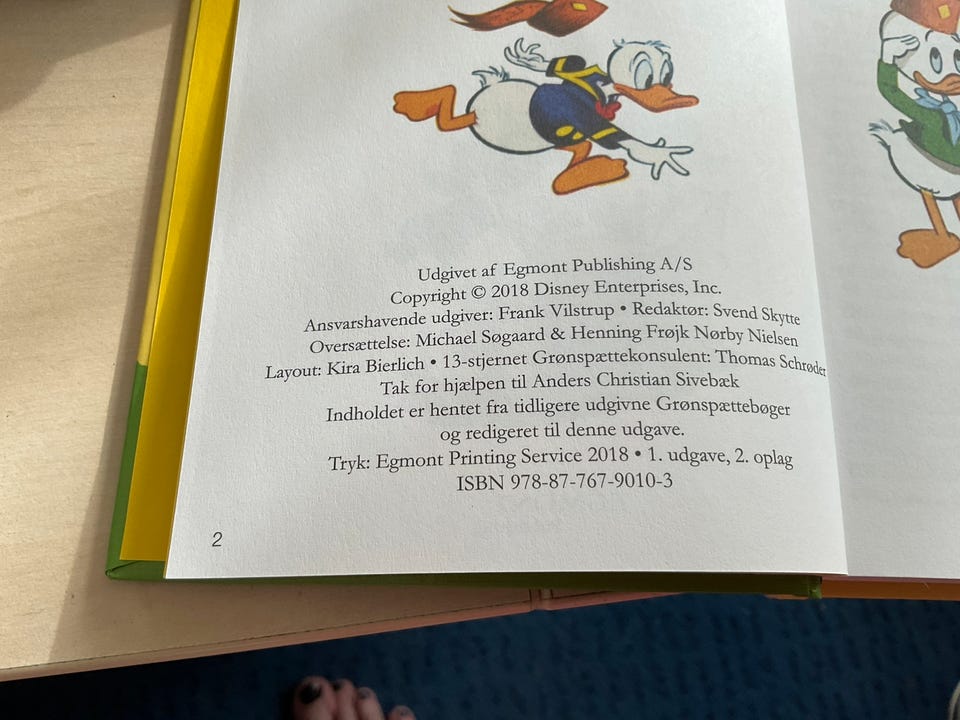 Udgivet af Egmont Publishing A/S
Copyright © 2018 Disney Enterprises, Inc.
Ansvarshavende udgiver: Frank Vilstrup • Redaktør: Svend Skytte
Oversættelse: Michael Søgaard & Henning Frøjk Nørby Nielsen
Layout: Kira Bierlich • 13-stjernet Grønspættekonsulent: Thomas Schrøder
Tak for hjælpen til Anders Christian Sivebæk
Indholdet er hentet fra tidligere udgivne Grønspættebøger
og redigeret til denne udgave.
Tryk: Egmont Printing Service 2018 • 1. udgave, 2. oplag
ISBN 978-87-767-9010-3
2